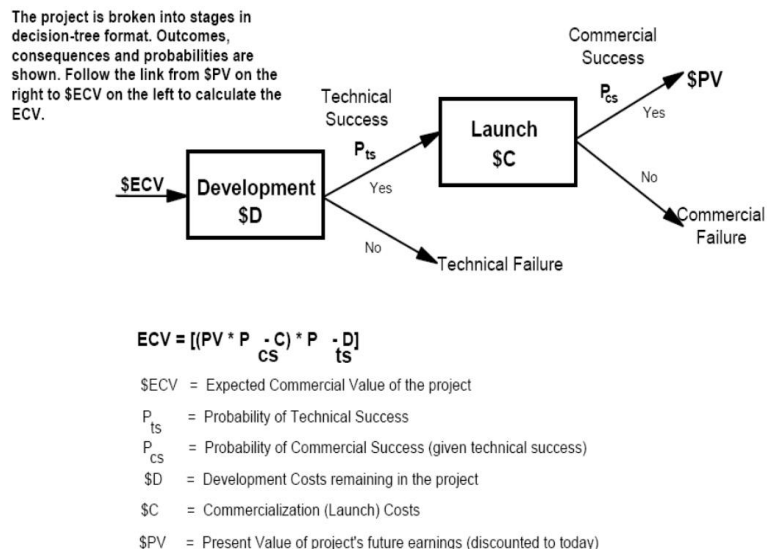 The project is broken into stages in
decision-tree format. Outcomes,
consequences and probabilities are
shown. Follow the link from $PV on the
right to $ECV on the left to calculate the
ECV.
Commercial
Success
Pcs
$PV
Yes
Technical
Success
Pts
Launch
$C
Yes
No
$ECV
Development
$D
Commercial
Failure
No
Technical Failure
ECV = [(PV * Pcs - C) * Pts - D]
$ECV = Expected Commercial Value of the project
Pts = Probability of Technical Success
Pcs = Probability of Commercial Success (given technical success)
$D = Development Costs remaining in the project
$C = Commercialization (Launch) Costs
$PV = Present Value of project's future earnings (discounted to today)